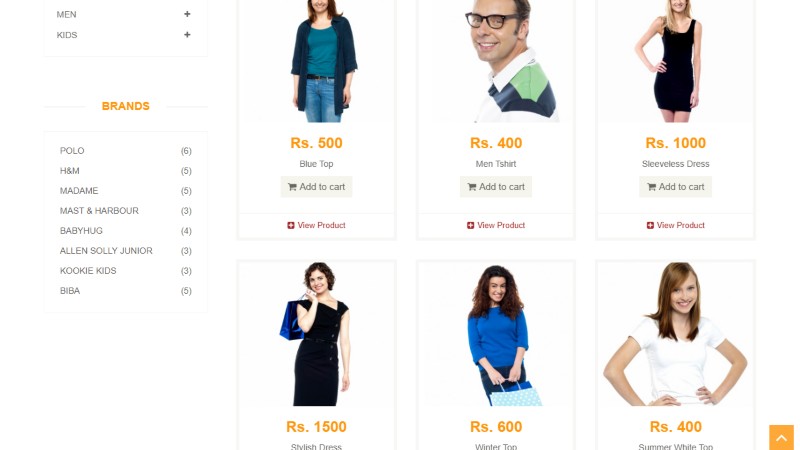 MEN
KIDS
BRANDS
POLO (6)
H&M (5)
MADAME (5)
MAST & HARBOUR (3)
BABYHUG (4)
ALLEN SOLLY JUNIOR (3)
KOOKIE KIDS (3)
BIBA (5)
Rs. 500
Blue Top
Add to cart
View Product
Rs. 400
Men Tshirt
Add to cart
View Product
Rs. 1000
Sleeveless Dress
Add to cart
View Product
Rs. 1500
Stylish Dress
Rs. 600
Winter Top
Rs. 400
Summer White Top